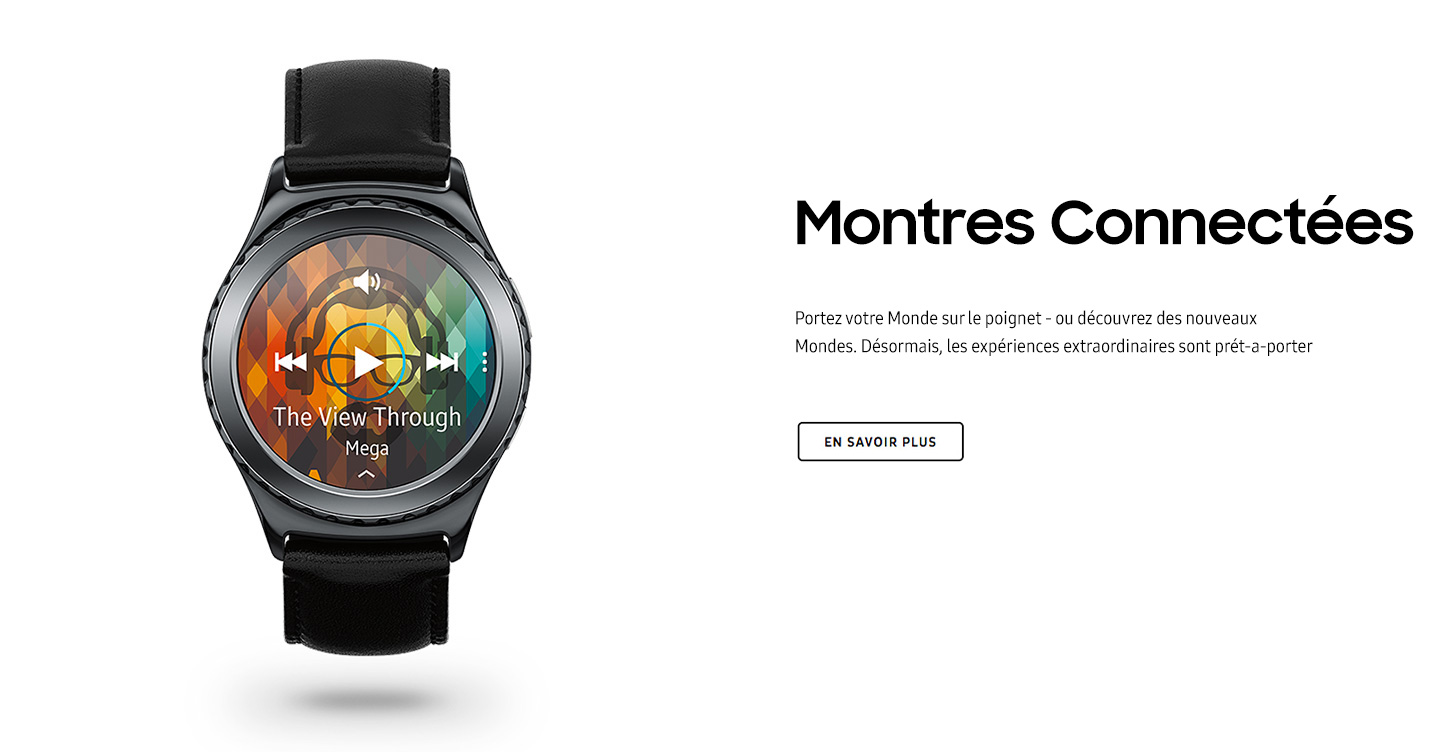 Montres Connectées
Portez votre Monde sur le poignet - ou découvrez des nouveaux
Mondes. Désormais, les expériences extraordinaires sont prét-a-porter
EN SAVOIR PLUS
The View Through
Mega